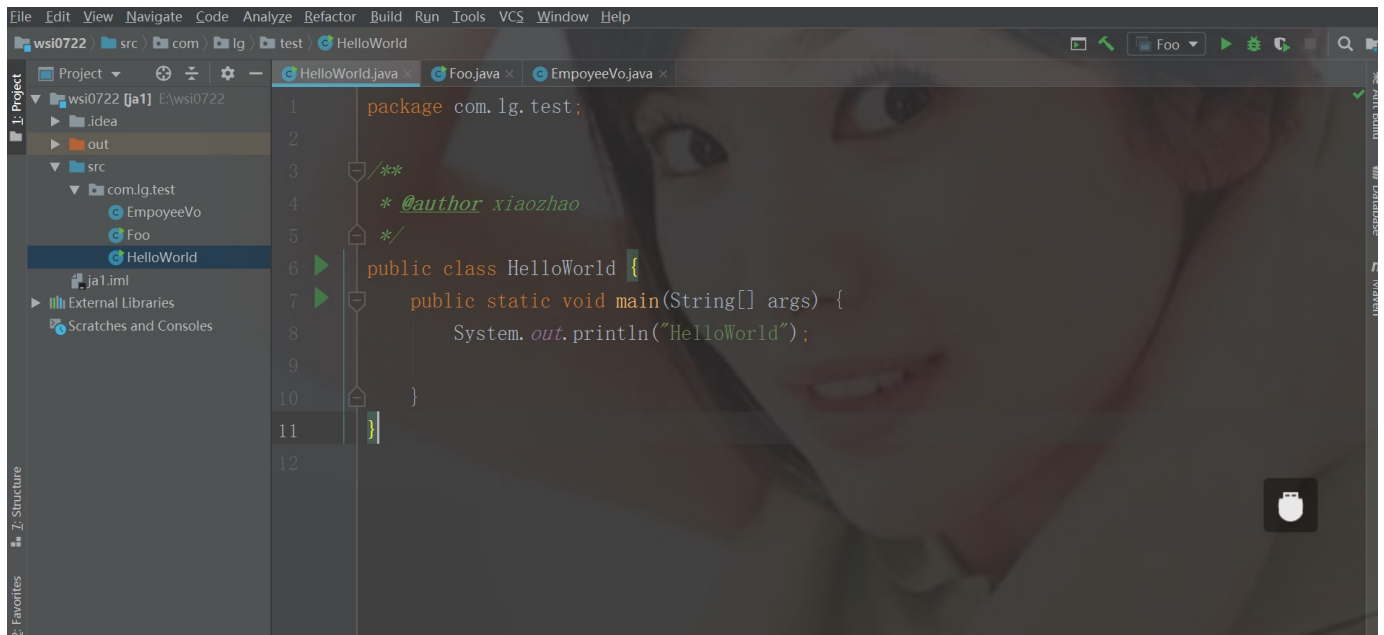 File Edit View Navigate Code Analyze Refactor Build Run Tools VCS Window Help
wsi0722 src com lg test HelloWorld
Foo
1: Project
Project
HelloWorld.java Foo.java EmpoyeeVo.java
wsi0722 [ja1] E:\wsi0722
.idea
out
src
com.lg.test
EmpoyeeVo
Foo
HelloWorld
ja1.iml
External Libraries
Scratches and Consoles
7: Structure
2: Favorites
1 package com.lg.test;
2
3 /**
4 * @author xiaozhao
5 */
6 public class HelloWorld {
7 public static void main(String[] args) {
8 System.out.println("HelloWorld");
9
10 }
11 }
12
Ant Build
Database
Maven